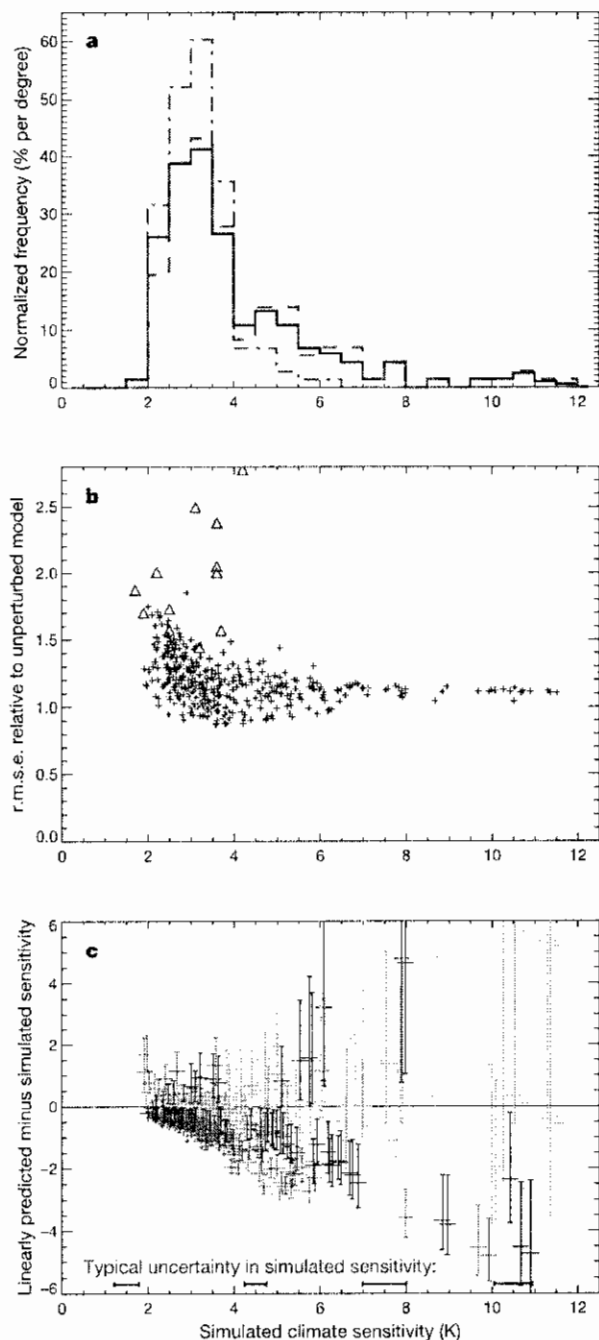 a
Normalized frequency (% per degree)
60
50
40
30
20
10
0
0 2 4 6 8 10 12
b
r.m.s.e. relative to unperturbed model
2.5
2.0
1.5
1.0
0.5
0.0
0 2 4 6 8 10 12
c
Linearly predicted minus simulated sensitivity
6
4
2
0
−2
−4
−6
Typical uncertainty in simulated sensitivity:
0 2 4 6 8 10 12
Simulated climate sensitivity (K)